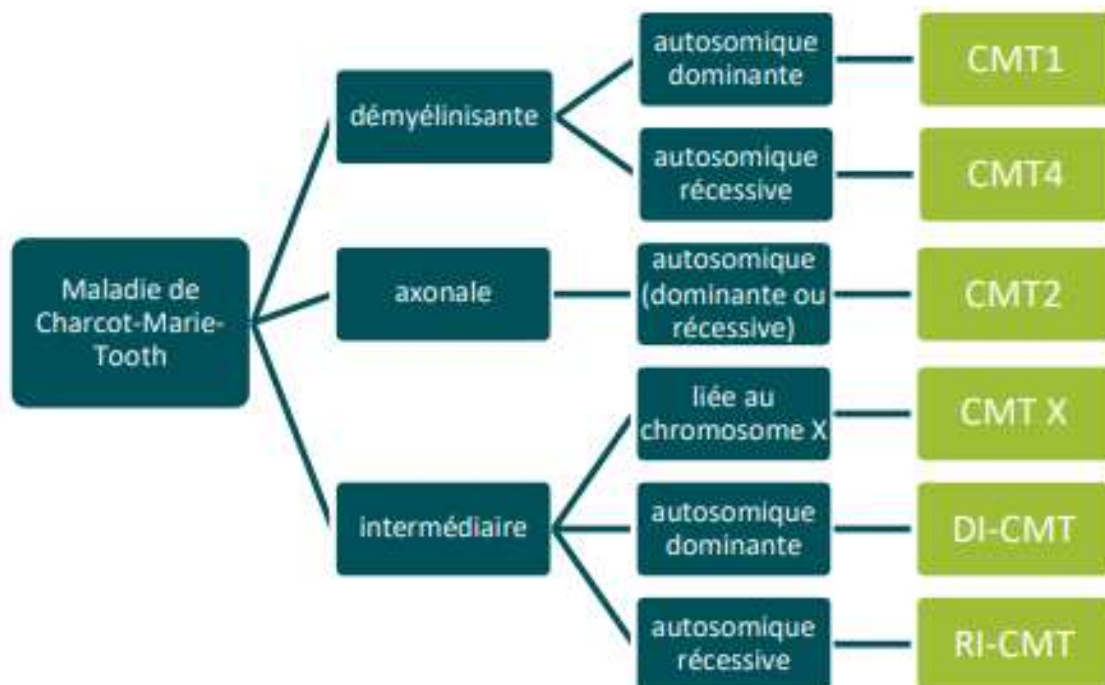 Maladie de
Charcot-Marie-
Tooth
démyélinisante
autosomique
dominante
CMT1
autosomique
récessive
CMT4
axonale
autosomique
(dominante ou
récessive)
CMT2
intermédiaire
liée au
chromosome X
CMT X
autosomique
dominante
DI-CMT
autosomique
récessive
RI-CMT